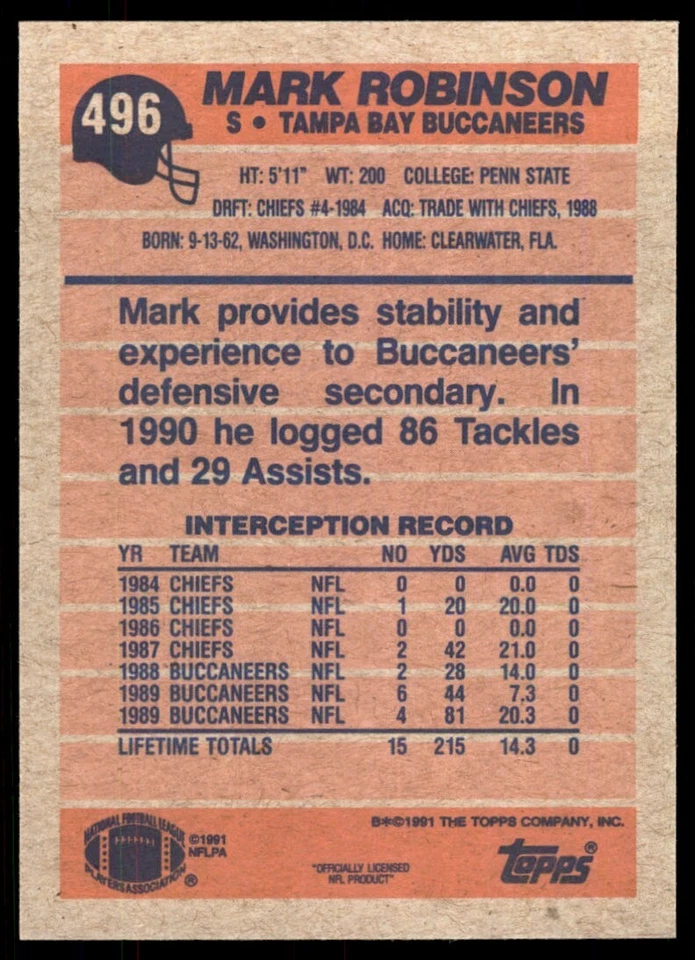 496
MARK ROBINSON
S • TAMPA BAY BUCCANEERS
HT: 5'11" WT: 200 COLLEGE: PENN STATE
DRFT: CHIEFS #4-1984 ACQ: TRADE WITH CHIEFS, 1988
BORN: 9-13-62, WASHINGTON, D.C. HOME: CLEARWATER, FLA.
Mark provides stability and
experience to Buccaneers'
defensive secondary. In
1990 he logged 86 Tackles
and 29 Assists.
INTERCEPTION RECORD
YR TEAM NO YDS AVG TDS
1984 CHIEFS NFL 0 0 0.0 0
1985 CHIEFS NFL 1 20 20.0 0
1986 CHIEFS NFL 0 0 0.0 0
1987 CHIEFS NFL 2 42 21.0 0
1988 BUCCANEERS NFL 2 28 14.0 0
1989 BUCCANEERS NFL 6 44 7.3 0
1989 BUCCANEERS NFL 4 81 20.3 0
LIFETIME TOTALS 15 215 14.3 0
B*©1991 THE TOPPS COMPANY, INC.
NATIONAL FOOTBALL LEAGUE
PLAYERS ASSOCIATION ®
©1991
NFLPA
"OFFICIALLY LICENSED
NFL PRODUCT"
topps®